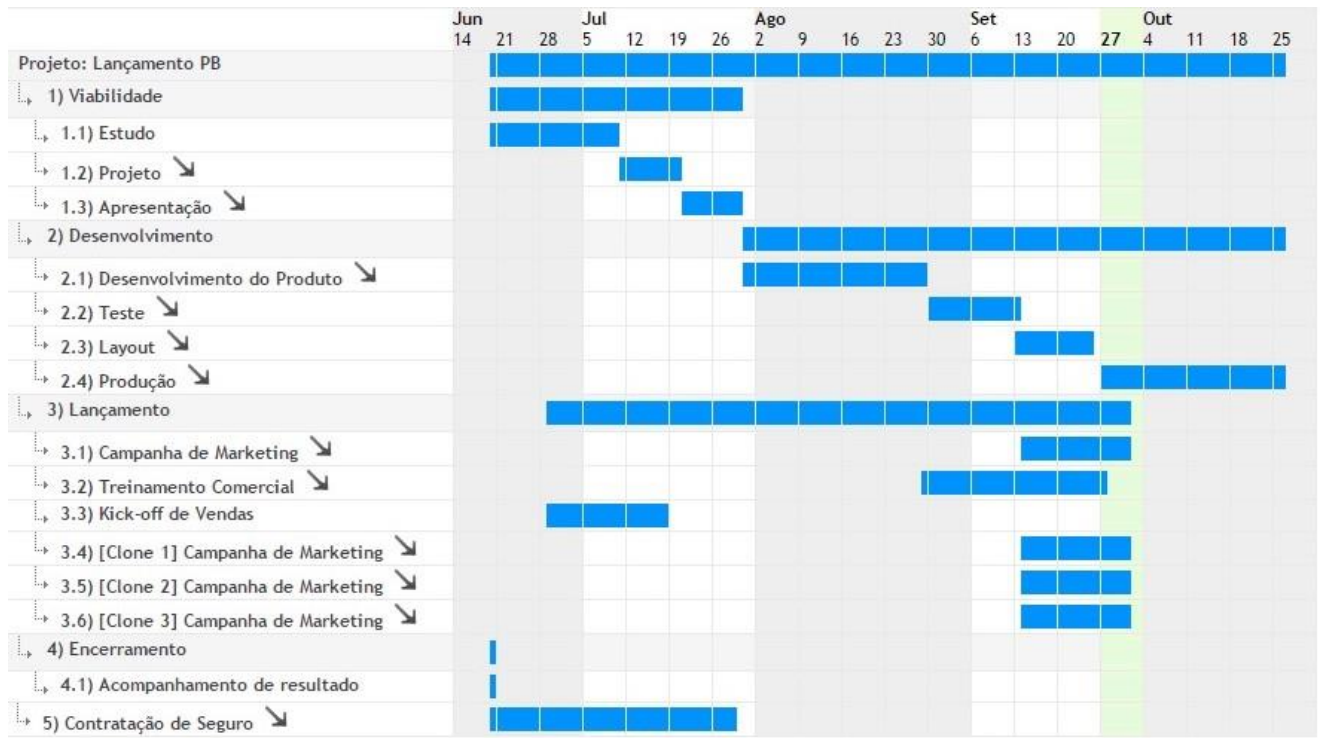 Jun Jul Ago Set Out
14 21 28 5 12 19 26 2 9 16 23 30 6 13 20 27 4 11 18 25
Projeto: Lançamento PB
1) Viabilidade
1.1) Estudo
1.2) Projeto
1.3) Apresentação
2) Desenvolvimento
2.1) Desenvolvimento do Produto
2.2) Teste
2.3) Layout
2.4) Produção
3) Lançamento
3.1) Campanha de Marketing
3.2) Treinamento Comercial
3.3) Kick-off de Vendas
3.4) [Clone 1] Campanha de Marketing
3.5) [Clone 2] Campanha de Marketing
3.6) [Clone 3] Campanha de Marketing
4) Encerramento
4.1) Acompanhamento de resultado
5) Contratação de Seguro